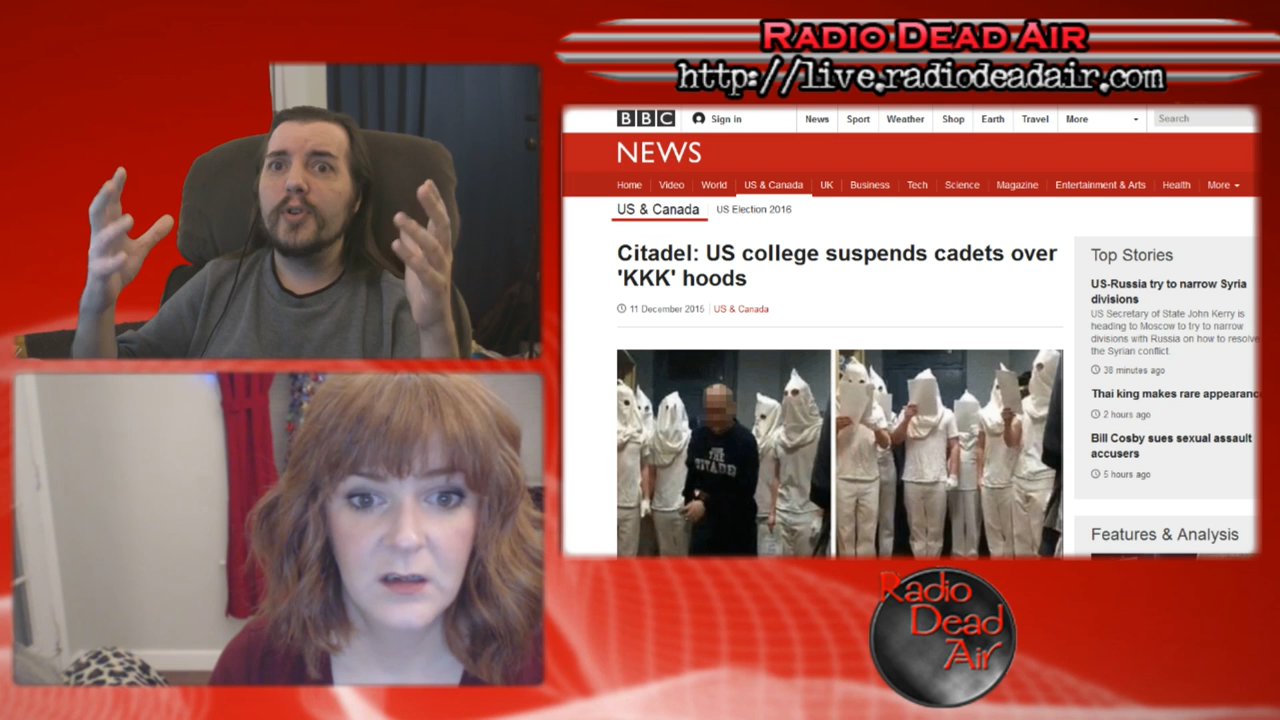 RADIO DEAD AIR
http://live.radiodeadair.com
BBC Sign in News Sport Weather Shop Earth Travel More Search
NEWS
Home Video World US & Canada UK Business Tech Science Magazine Entertainment & Arts Health More
US & Canada US Election 2016
Citadel: US college suspends cadets over
'KKK' hoods
11 December 2015 US & Canada
THE
CITADEL
Top Stories
US-Russia try to narrow Syria
divisions
US Secretary of State John Kerry is
heading to Moscow to try to narrow
divisions with Russia on how to resolve
the Syrian conflict.
38 minutes ago
Thai king makes rare appearanc
2 hours ago
Bill Cosby sues sexual assault
accusers
5 hours ago
Features & Analysis
Radio
Dead
Air